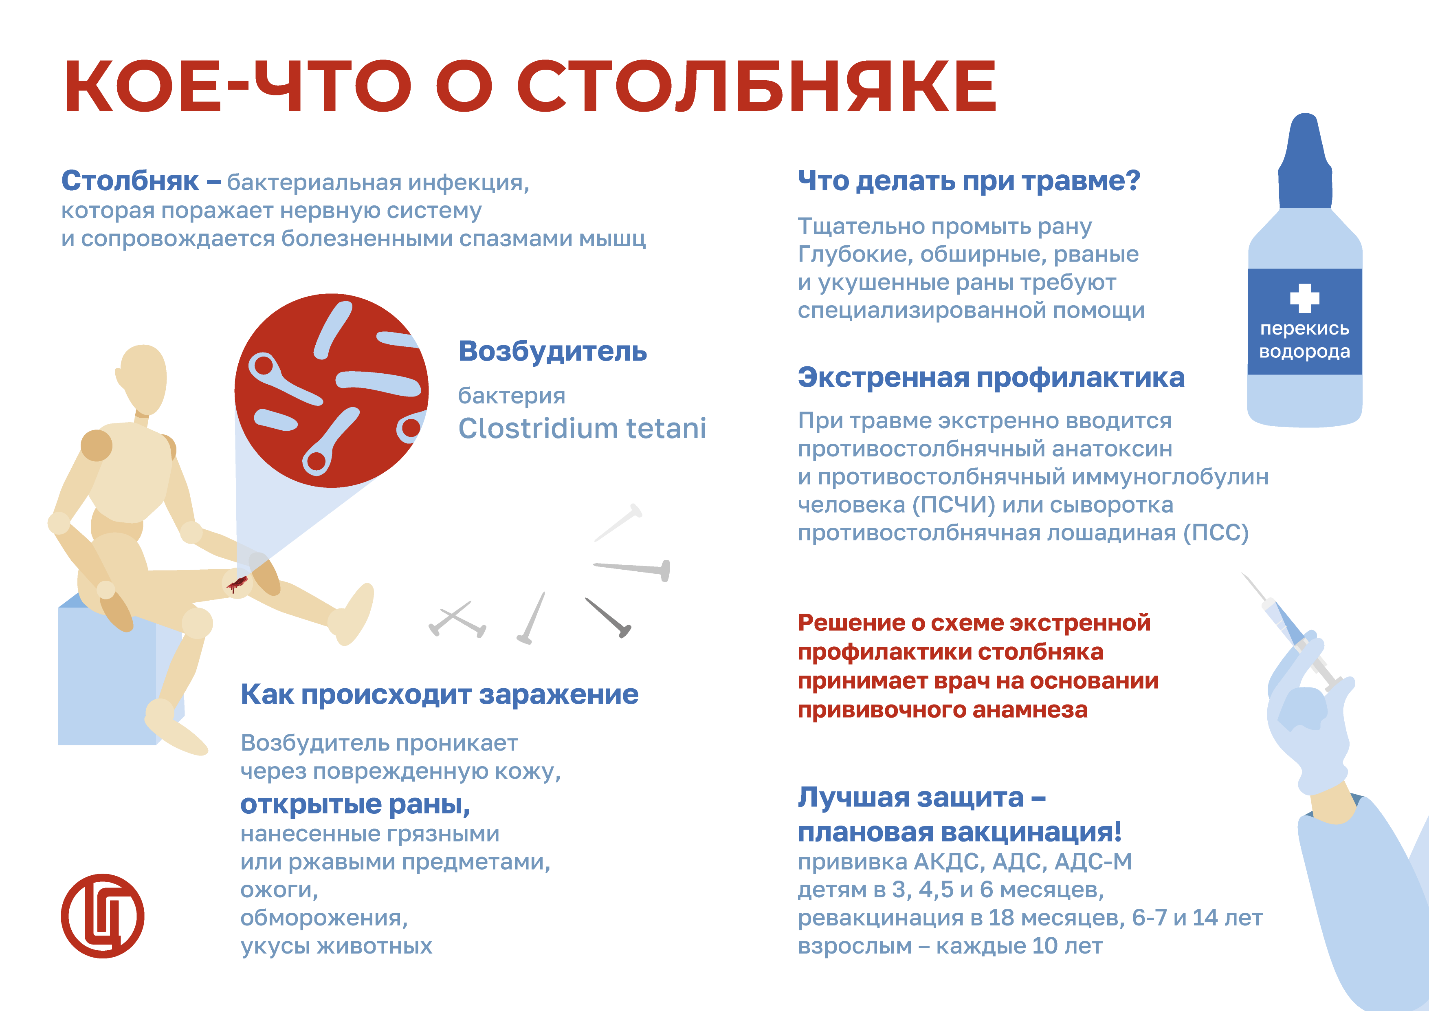 КОЕ-ЧТО О СТОЛБНЯКЕ
Столбняк – бактериальная инфекция,
которая поражает нервную систему
и сопровождается болезненными спазмами мышц
Возбудитель
бактерия
Clostridium tetani
Как происходит заражение
Возбудитель проникает
через поврежденную кожу,
открытые раны,
нанесенные грязными
или ржавыми предметами,
ожоги,
обморожения,
укусы животных
Что делать при травме?
Тщательно промыть рану
Глубокие, обширные, рваные
и укушенные раны требуют
специализированной помощи
перекись
водорода
Экстренная профилактика
При травме экстренно вводится
противостолбнячный анатоксин
и противостолбнячный иммуноглобулин
человека (ПСЧИ) или сыворотка
противостолбнячная лошадиная (ПСС)
Решение о схеме экстренной
профилактики столбняка
принимает врач на основании
прививочного анамнеза
Лучшая защита –
плановая вакцинация!
прививка АКДС, АДС, АДС-М
детям в 3, 4,5 и 6 месяцев,
ревакцинация в 18 месяцев, 6-7 и 14 лет
взрослым – каждые 10 лет